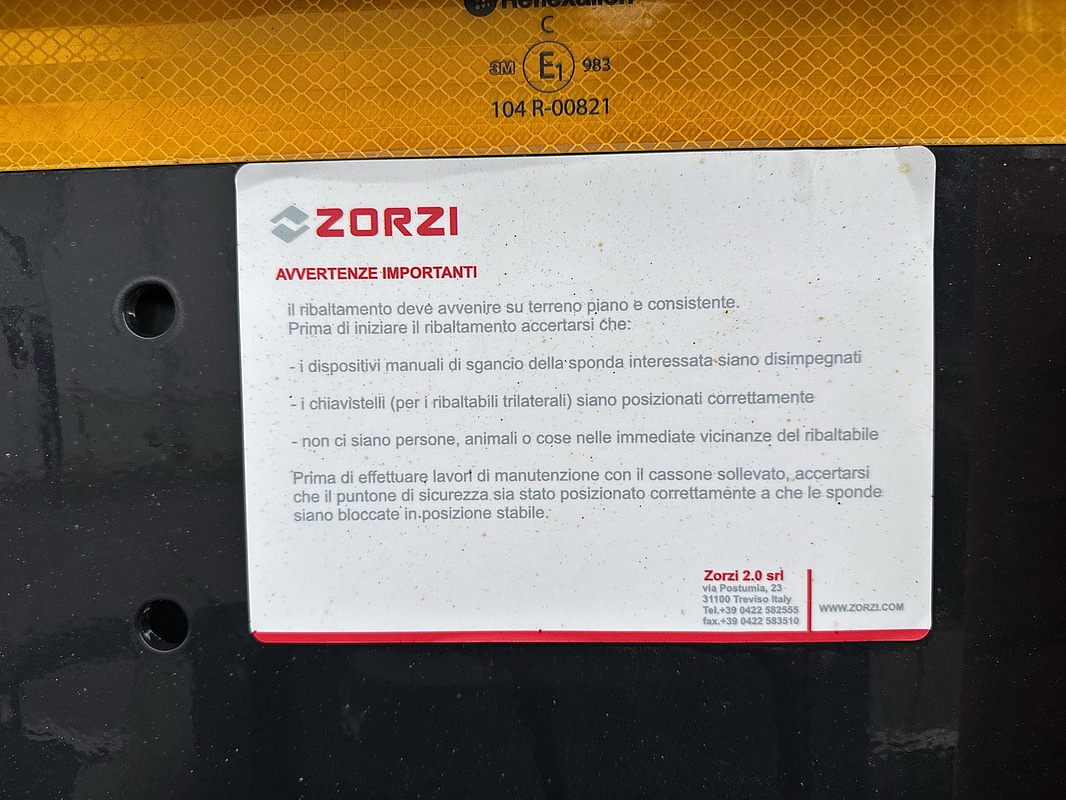 C
3M E1 983
104 R-00821
ZORZI
AVVERTENZE IMPORTANTI
il ribaltamento deve avvenire su terreno piano e consistente.
Prima di iniziare il ribaltamento accertarsi che:
- i dispositivi manuali di sgancio della sponda interessata siano disimpegnati
- i chiavistelli (per i ribaltabili trilaterali) siano posizionati correttamente
- non ci siano persone, animali o cose nelle immediate vicinanze del ribaltabile
Prima di effettuare lavori di manutenzione con il cassone sollevato, accertarsi
che il puntone di sicurezza sia stato posizionato correttamente a che le sponde
siano bloccate in posizione stabile.
Zorzi 2.0 srl
via Postumia, 23
31100 Treviso Italy
Tel.+39 0422 582555
fax.+39 0422 583510
WWW.ZORZI.COM